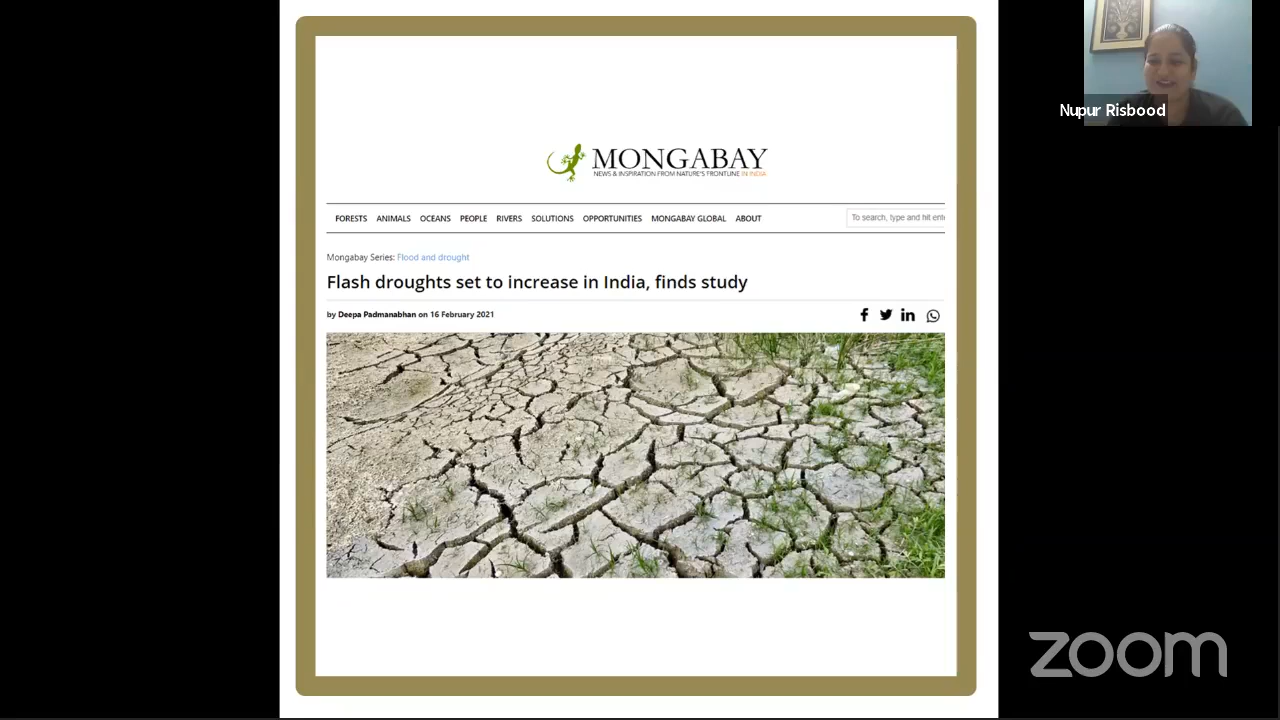 MONGABAY
NEWS & INSPIRATION FROM NATURE'S FRONTLINE IN INDIA
FORESTS ANIMALS OCEANS PEOPLE RIVERS SOLUTIONS OPPORTUNITIES MONGABAY GLOBAL ABOUT
To search, type and hit ente
Mongabay Series: Flood and drought
Flash droughts set to increase in India, finds study
by Deepa Padmanabhan on 16 February 2021
Nupur Risbood
zoom